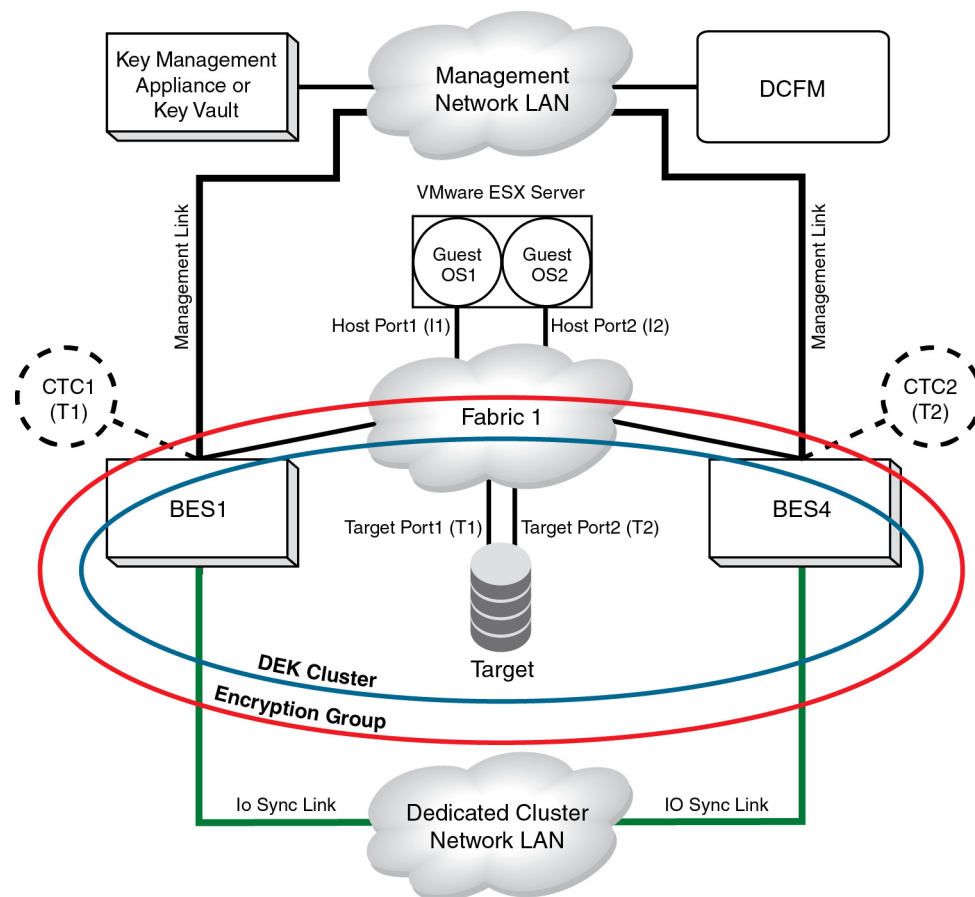 Key Management
Appliance or
Key Vault
Management
Network LAN
DCFM
VMware ESX Server
Guest
OS1
Guest
OS2
Management Link
Management Link
Host Port1 (I1)
Host Port2 (I2)
CTC1
(T1)
CTC2
(T2)
Fabric 1
BES1
BES4
Target Port1 (T1)
Target Port2 (T2)
Target
DEK Cluster
Encryption Group
Io Sync Link
IO Sync Link
Dedicated Cluster
Network LAN